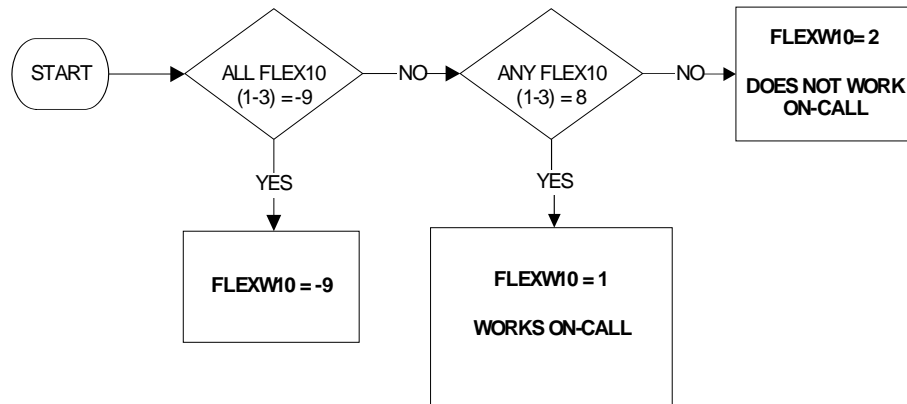 START
ALL FLEX10
(1-3) = -9
NO
ANY FLEX10
(1-3) = 8
NO
FLEXW10= 2
DOES NOT WORK
ON-CALL
YES
YES
FLEXW10 = -9
FLEXW10 = 1
WORKS ON-CALL